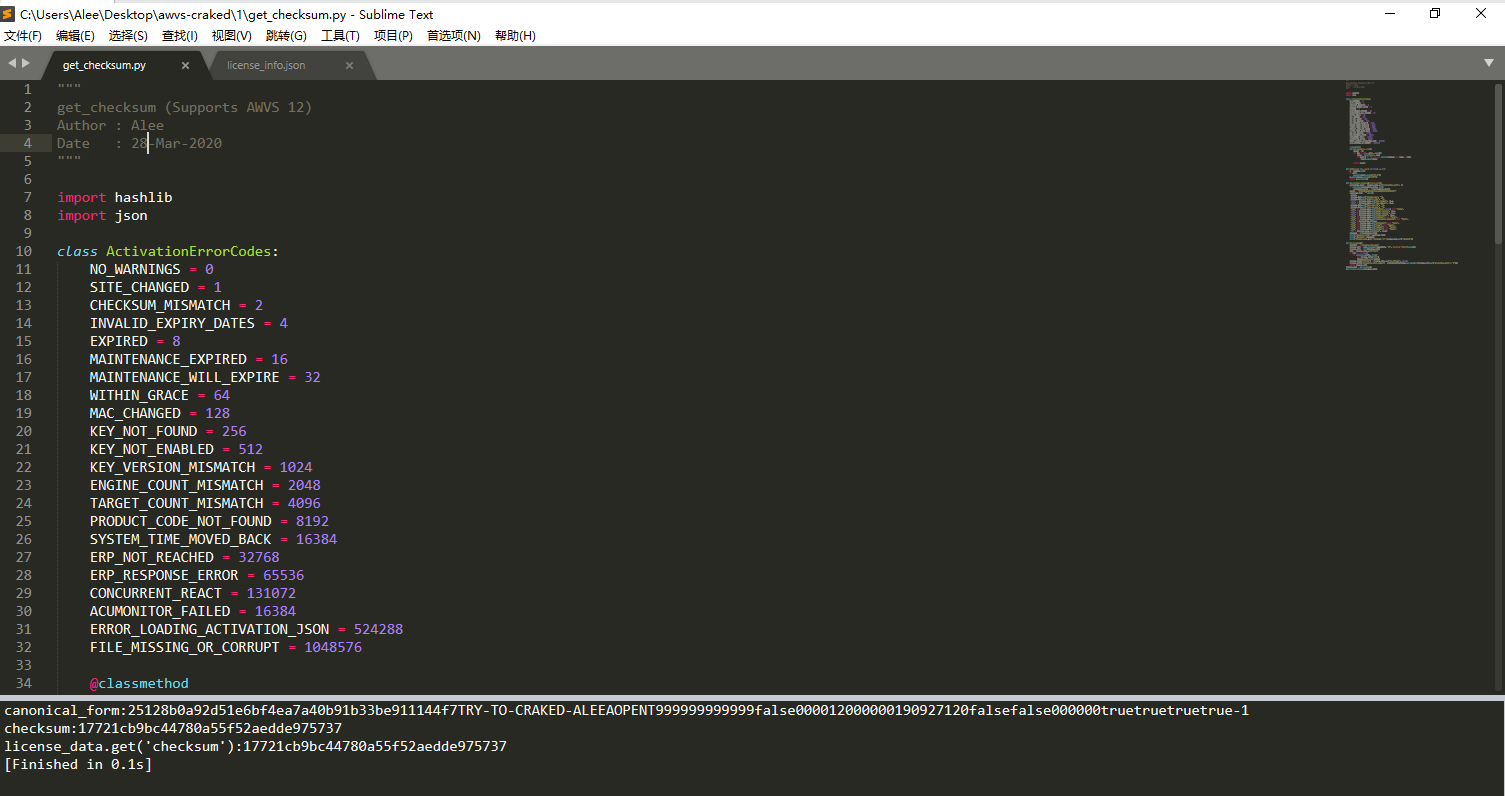 C:\Users\Alee\Desktop\awvs-craked\1\get_checksum.py - Sublime Text
文件(F) 编辑(E) 选择(S) 查找(I) 视图(V) 跳转(G) 工具(T) 项目(P) 首选项(N) 帮助(H)
get_checksum.py × license_info.json ×
1 """
2 get_checksum (Supports AWVS 12)
3 Author : Alee
4 Date   : 28-Mar-2020
5 """
6
7 import hashlib
8 import json
9
10 class ActivationErrorCodes:
11     NO_WARNINGS = 0
12     SITE_CHANGED = 1
13     CHECKSUM_MISMATCH = 2
14     INVALID_EXPIRY_DATES = 4
15     EXPIRED = 8
16     MAINTENANCE_EXPIRED = 16
17     MAINTENANCE_WILL_EXPIRE = 32
18     WITHIN_GRACE = 64
19     MAC_CHANGED = 128
20     KEY_NOT_FOUND = 256
21     KEY_NOT_ENABLED = 512
22     KEY_VERSION_MISMATCH = 1024
23     ENGINE_COUNT_MISMATCH = 2048
24     TARGET_COUNT_MISMATCH = 4096
25     PRODUCT_CODE_NOT_FOUND = 8192
26     SYSTEM_TIME_MOVED_BACK = 16384
27     ERP_NOT_REACHED = 32768
28     ERP_RESPONSE_ERROR = 65536
29     CONCURRENT_REACT = 131072
30     ACUMONITOR_FAILED = 16384
31     ERROR_LOADING_ACTIVATION_JSON = 524288
32     FILE_MISSING_OR_CORRUPT = 1048576
33
34     @classmethod
canonical_form:25128b0a92d51e6bf4ea7a40b91b33be911144f7TRY-TO-CRAKED-ALEEAOPENT999999999999false000012000000190927120falsefalse000000truetruetruetrue-1
checksum:17721cb9bc44780a55f52aedde975737
license_data.get('checksum'):17721cb9bc44780a55f52aedde975737
[Finished in 0.1s]